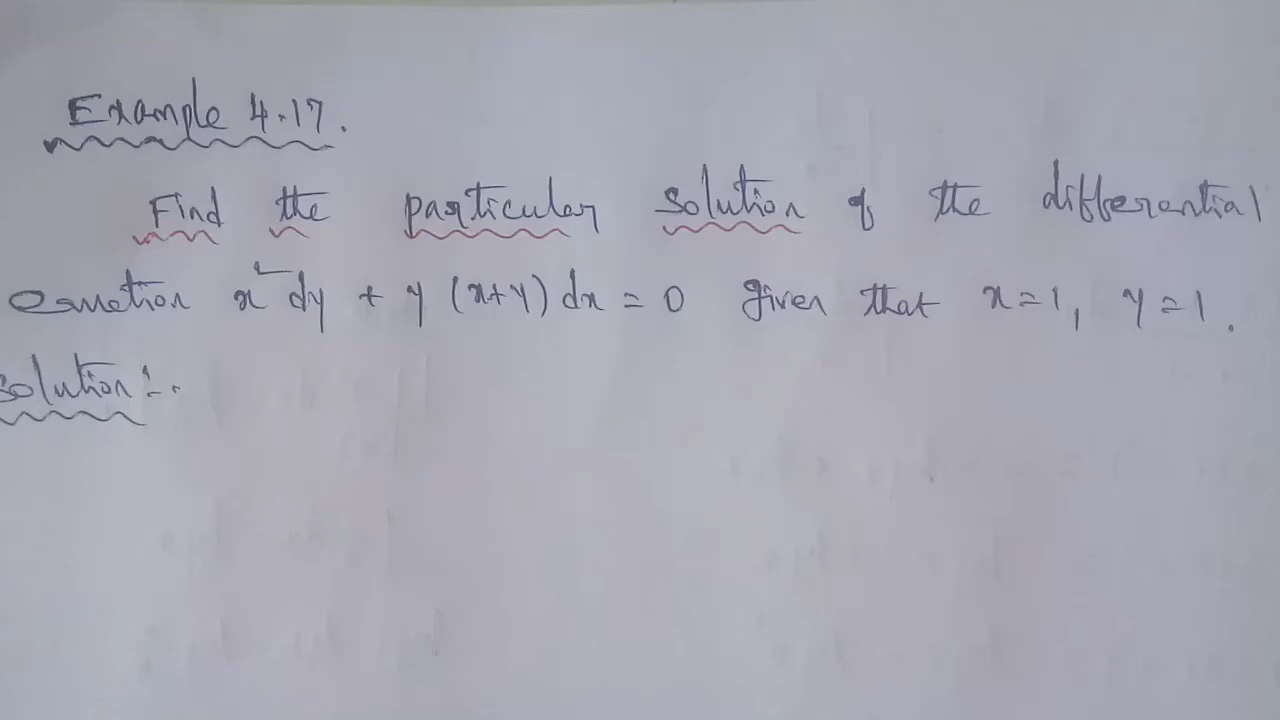 Example 4.17.
Find the particular solution of the differential
equation x² dy + y (x+y) dx = 0 given that x=1, y=1.
Solution:-.